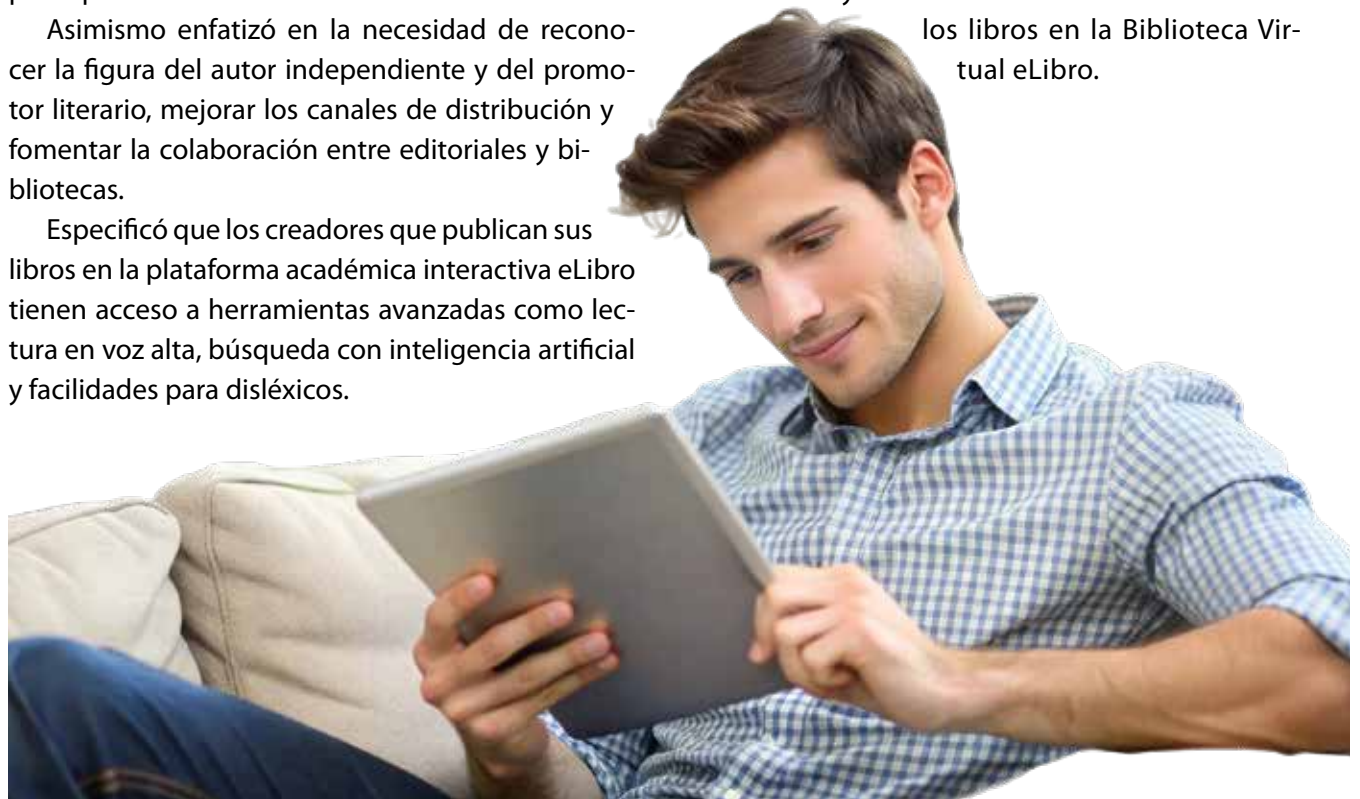 Asimismo enfatizó en la necesidad de recono-
cer la figura del autor independiente y del promo-
tor literario, mejorar los canales de distribución y
fomentar la colaboración entre editoriales y bi-
bliotecas.
Especificó que los creadores que publican sus
libros en la plataforma académica interactiva eLibro
tienen acceso a herramientas avanzadas como lec-
tura en voz alta, búsqueda con inteligencia artificial
y facilidades para disléxicos.
los libros en la Biblioteca Vir-
tual eLibro.